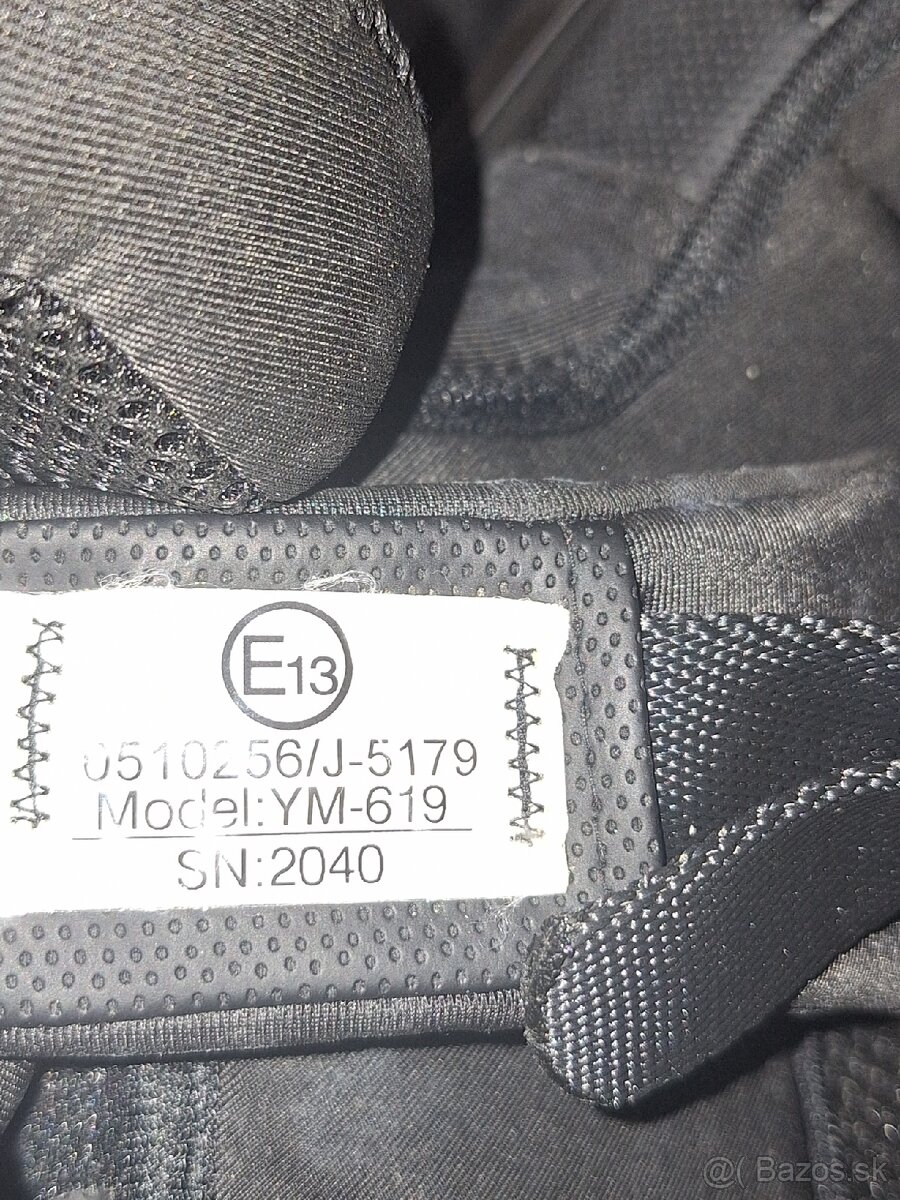 E13
0510256/J-5179
Model:YM-619
SN:2040
@( Bazos.sk